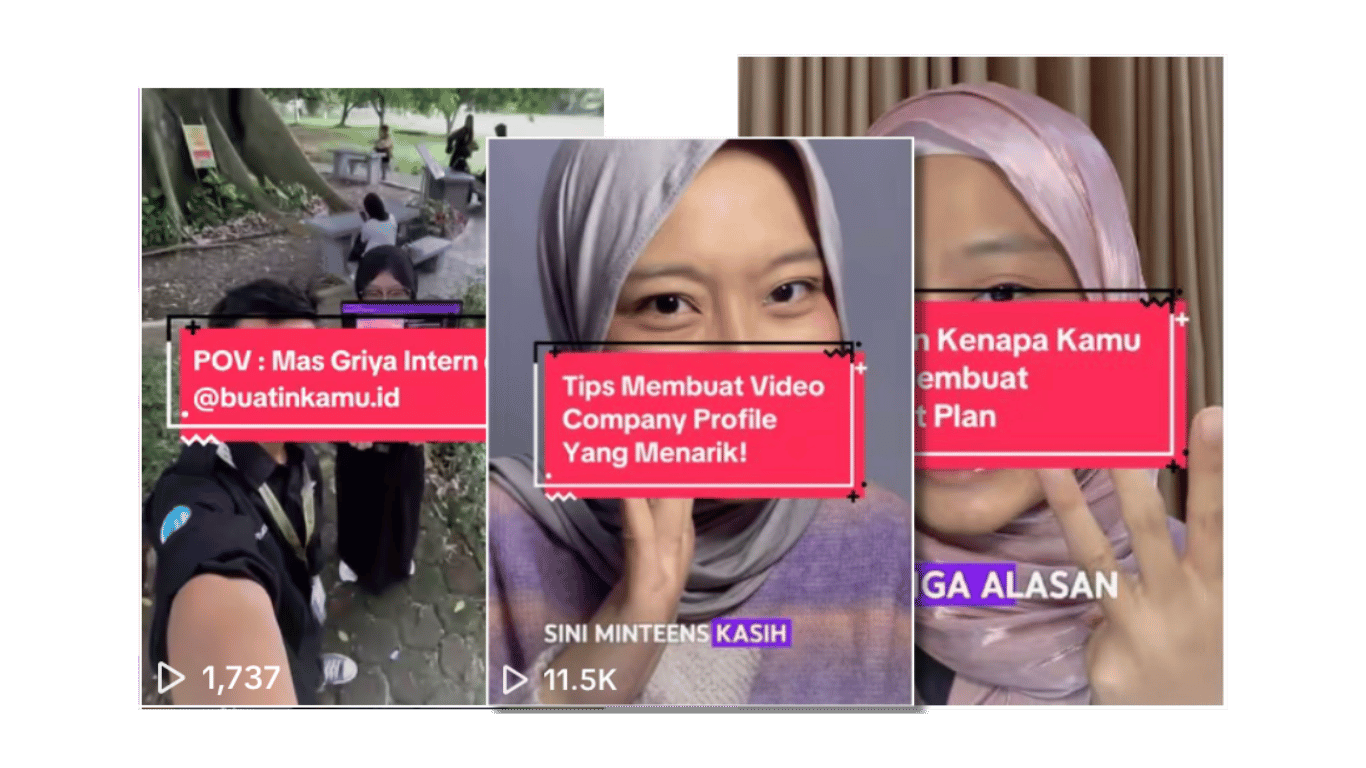 POV : Mas Griya Intern
@buatinkamu.id
1,737
Tips Membuat Video
Company Profile
Yang Menarik!
SINI MINTEENS KASIH
11.5K
Kenapa Kamu
embuat
t Plan
GA ALASAN